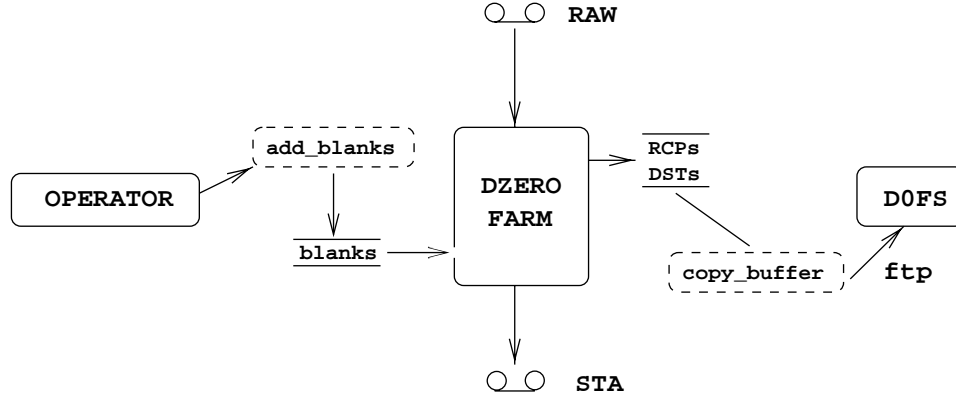 RAW
add_blanks
RCPs
DSTs
OPERATOR
DZERO
FARM
D0FS
blanks
copy_buffer
ftp
STA